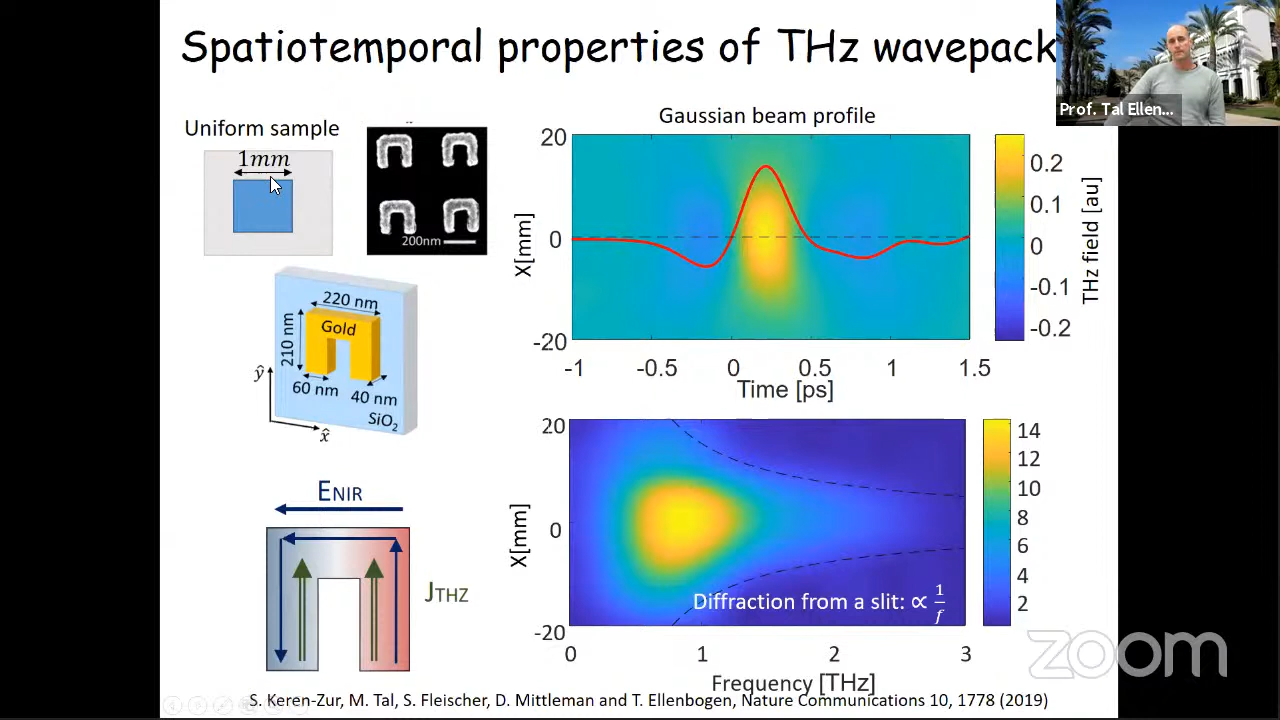 Spatiotemporal properties of THz wavepack
Prof. Tal Ellen...
Uniform sample
1mm
200nm
220 nm
Gold
210 nm
60 nm
40 nm
SiO₂
ŷ
x̂
E_NIR
J_THZ
Gaussian beam profile
20
0
-20
X[mm]
-1 -0.5 0 0.5 1 1.5
Time [ps]
0.2
0.1
0
-0.1
-0.2
THz field [au]
20
0
-20
X[mm]
Diffraction from a slit: ∝ 1/f
0 1 2 3
Frequency [THz]
14
12
10
8
6
4
2
zoom
S. Keren-Zur, M. Tal, S. Fleischer, D. Mittleman and T. Ellenbogen, Nature Communications 10, 1778 (2019)